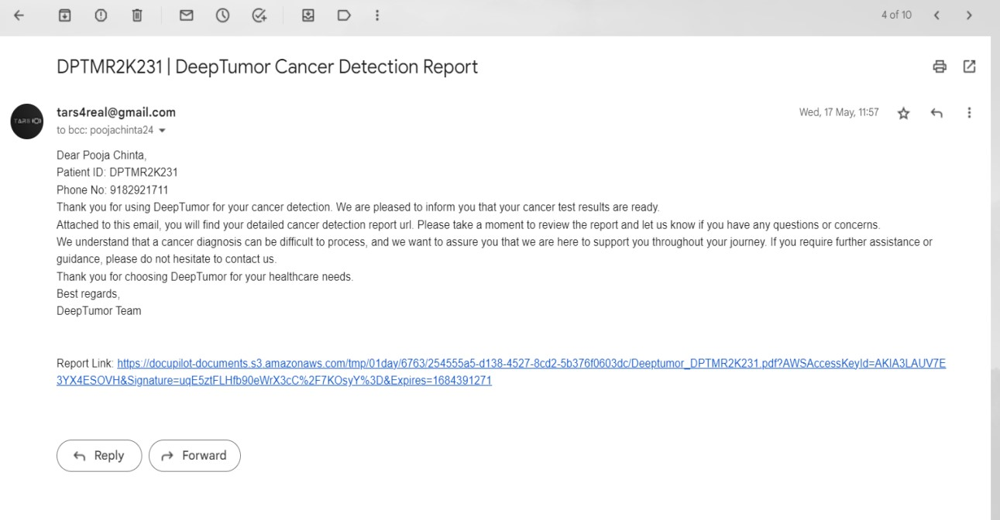 4 of 10
DPTMR2K231 | DeepTumor Cancer Detection Report
tars4real@gmail.com
Wed, 17 May, 11:57
to bcc: poojachinta24
Dear Pooja Chinta,
Patient ID: DPTMR2K231
Phone No: 9182921711
Thank you for using DeepTumor for your cancer detection. We are pleased to inform you that your cancer test results are ready.
Attached to this email, you will find your detailed cancer detection report url. Please take a moment to review the report and let us know if you have any questions or concerns.
We understand that a cancer diagnosis can be difficult to process, and we want to assure you that we are here to support you throughout your journey. If you require further assistance or
guidance, please do not hesitate to contact us.
Thank you for choosing DeepTumor for your healthcare needs.
Best regards,
DeepTumor Team
Report Link: https://docupilot-documents.s3.amazonaws.com/tmp/01day/6763/254555a5-d138-4527-8cd2-5b376f0603dc/Deeptumor_DPTMR2K231.pdf?AWSAccessKeyId=AKIA3LAUV7E
3YX4ESOVH&Signature=uqE5ztFLHfb90eWrX3cC%2F7KOsyY%3D&Expires=1684391271
Reply
Forward